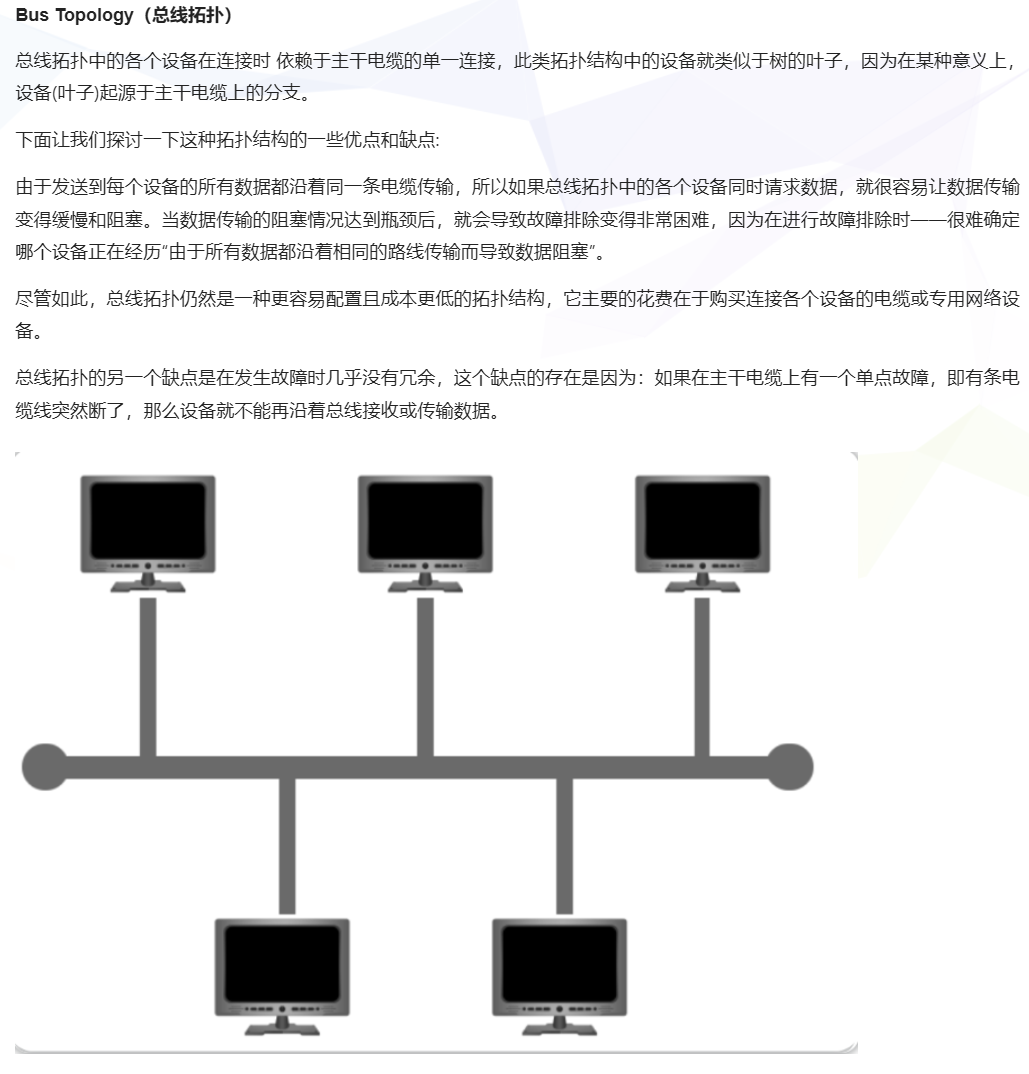 Bus Topology（总线拓扑）
总线拓扑中的各个设备在连接时 依赖于主干电缆的单一连接，此类拓扑结构中的设备就类似于树的叶子，因为在某种意义上，
设备(叶子)起源于主干电缆上的分支。
下面让我们探讨一下这种拓扑结构的一些优点和缺点:
由于发送到每个设备的所有数据都沿着同一条电缆传输，所以如果总线拓扑中的各个设备同时请求数据，就很容易让数据传输
变得缓慢和阻塞。当数据传输的阻塞情况达到瓶颈后，就会导致故障排除变得非常困难，因为在进行故障排除时——很难确定
哪个设备正在经历“由于所有数据都沿着相同的路线传输而导致数据阻塞”。
尽管如此，总线拓扑仍然是一种更容易配置且成本更低的拓扑结构，它主要的花费在于购买连接各个设备的电缆或专用网络设
备。
总线拓扑的另一个缺点是在发生故障时几乎没有冗余，这个缺点的存在是因为：如果在主干电缆上有一个单点故障，即有条电
缆线突然断了，那么设备就不能再沿着总线接收或传输数据。